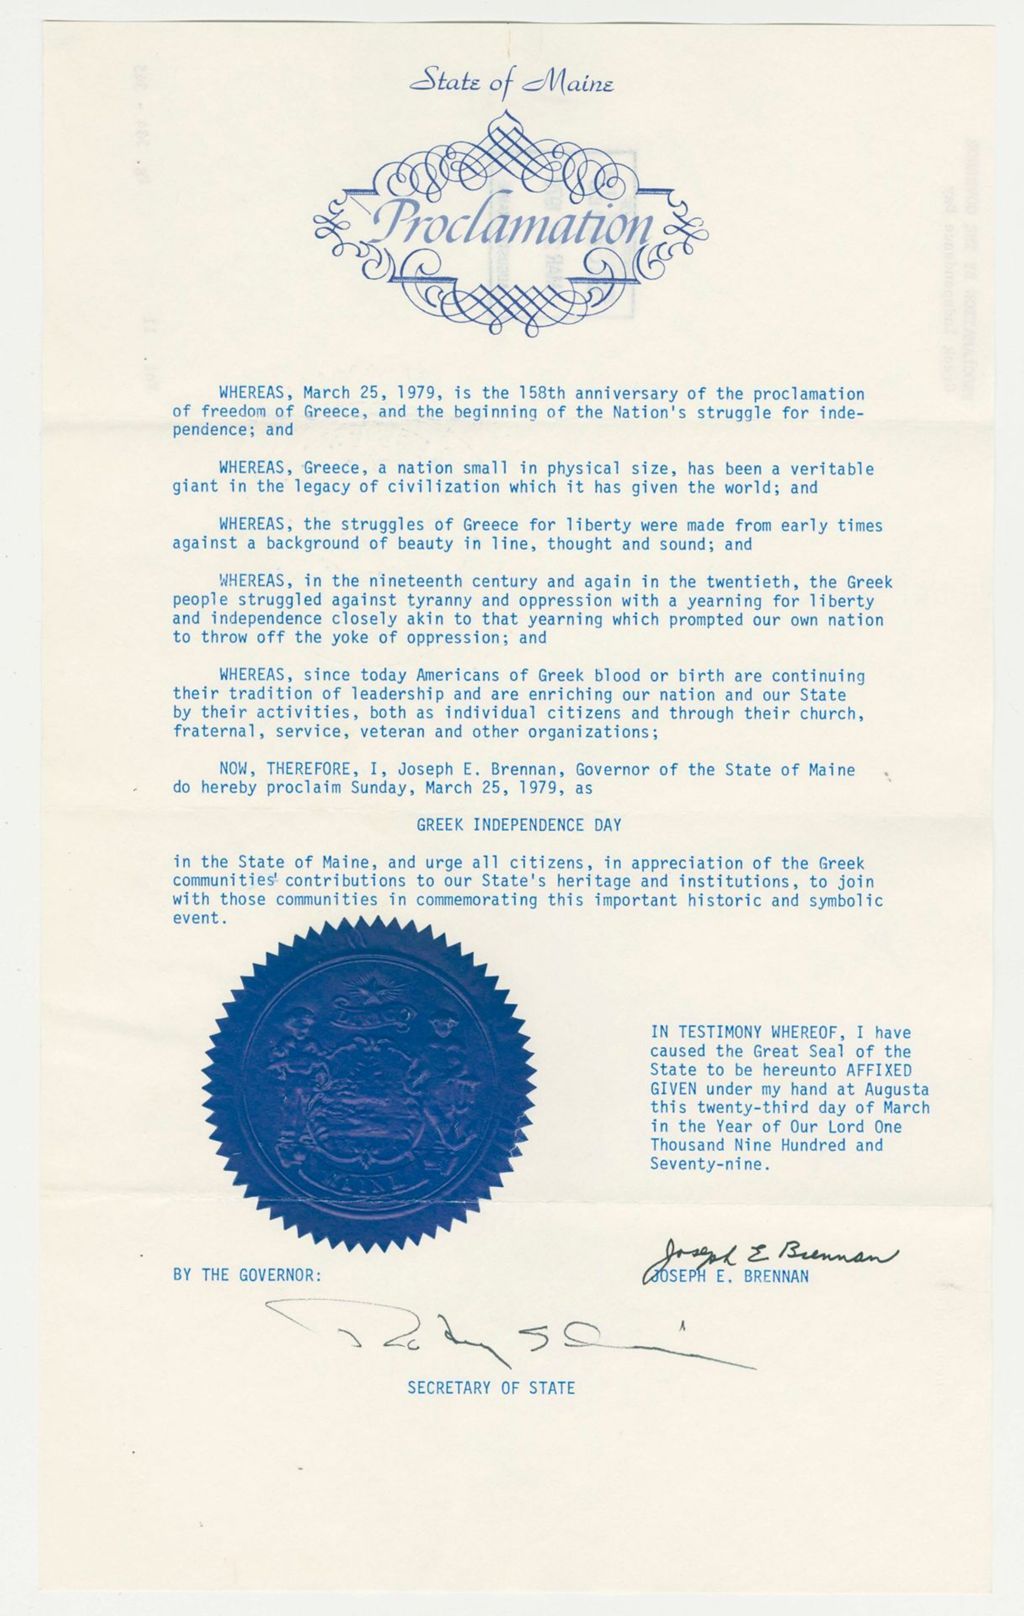 State of Maine
Proclamation
WHEREAS, March 25, 1979, is the 158th anniversary of the proclamation
of freedom of Greece, and the beginning of the Nation's struggle for inde-
pendence; and
WHEREAS, Greece, a nation small in physical size, has been a veritable
giant in the legacy of civilization which it has given the world; and
WHEREAS, the struggles of Greece for liberty were made from early times
against a background of beauty in line, thought and sound; and
WHEREAS, in the nineteenth century and again in the twentieth, the Greek
people struggled against tyranny and oppression with a yearning for liberty
and independence closely akin to that yearning which prompted our own nation
to throw off the yoke of oppression; and
WHEREAS, since today Americans of Greek blood or birth are continuing
their tradition of leadership and are enriching our nation and our State
by their activities, both as individual citizens and through their church,
fraternal, service, veteran and other organizations;
NOW, THEREFORE, I, Joseph E. Brennan, Governor of the State of Maine
do hereby proclaim Sunday, March 25, 1979, as
GREEK INDEPENDENCE DAY
in the State of Maine, and urge all citizens, in appreciation of the Greek
communities' contributions to our State's heritage and institutions, to join
with those communities in commemorating this important historic and symbolic
event.
IN TESTIMONY WHEREOF, I have
caused the Great Seal of the
State to be hereunto AFFIXED
GIVEN under my hand at Augusta
this twenty-third day of March
in the Year of Our Lord One
Thousand Nine Hundred and
Seventy-nine.
MAINE
Joseph E Brennan
BY THE GOVERNOR:
JOSEPH E. BRENNAN
SECRETARY OF STATE